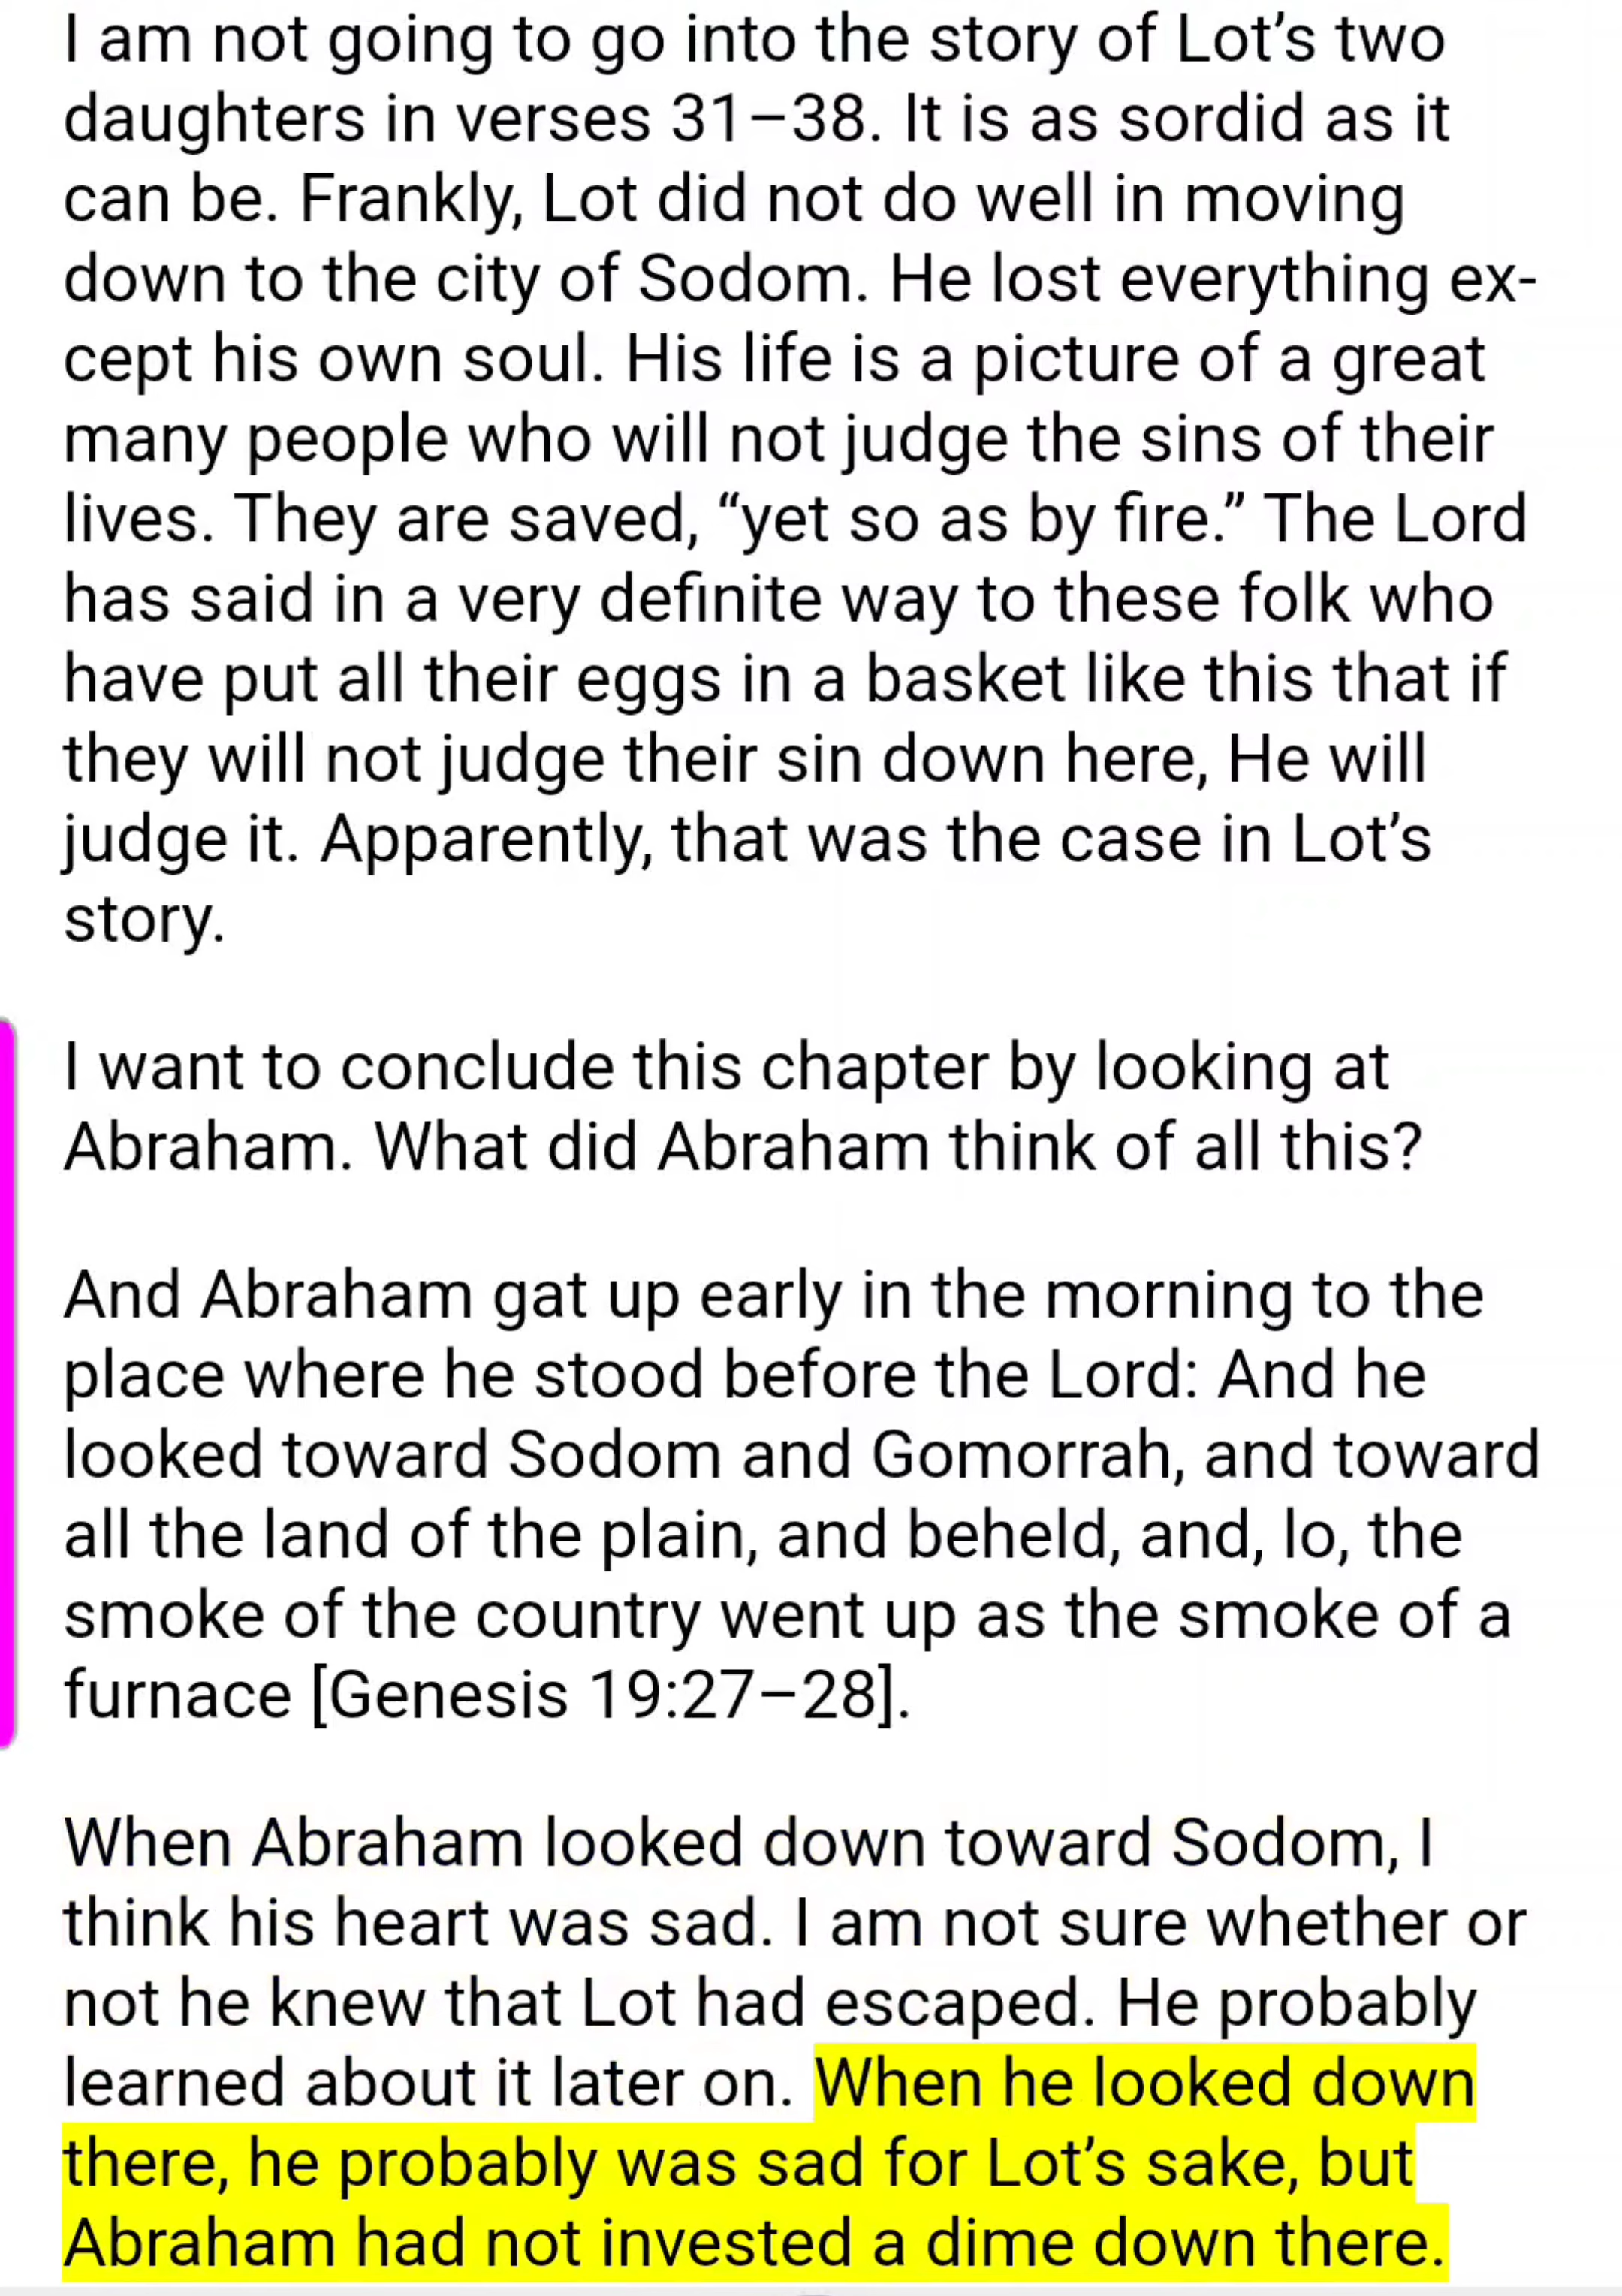 I am not going to go into the story of Lot’s two
daughters in verses 31–38. It is as sordid as it
can be. Frankly, Lot did not do well in moving
down to the city of Sodom. He lost everything ex-
cept his own soul. His life is a picture of a great
many people who will not judge the sins of their
lives. They are saved, “yet so as by fire.” The Lord
has said in a very definite way to these folk who
have put all their eggs in a basket like this that if
they will not judge their sin down here, He will
judge it. Apparently, that was the case in Lot’s
story.
I want to conclude this chapter by looking at
Abraham. What did Abraham think of all this?
And Abraham gat up early in the morning to the
place where he stood before the Lord: And he
looked toward Sodom and Gomorrah, and toward
all the land of the plain, and beheld, and, lo, the
smoke of the country went up as the smoke of a
furnace [Genesis 19:27–28].
When Abraham looked down toward Sodom, I
think his heart was sad. I am not sure whether or
not he knew that Lot had escaped. He probably
learned about it later on. When he looked down
there, he probably was sad for Lot’s sake, but
Abraham had not invested a dime down there.